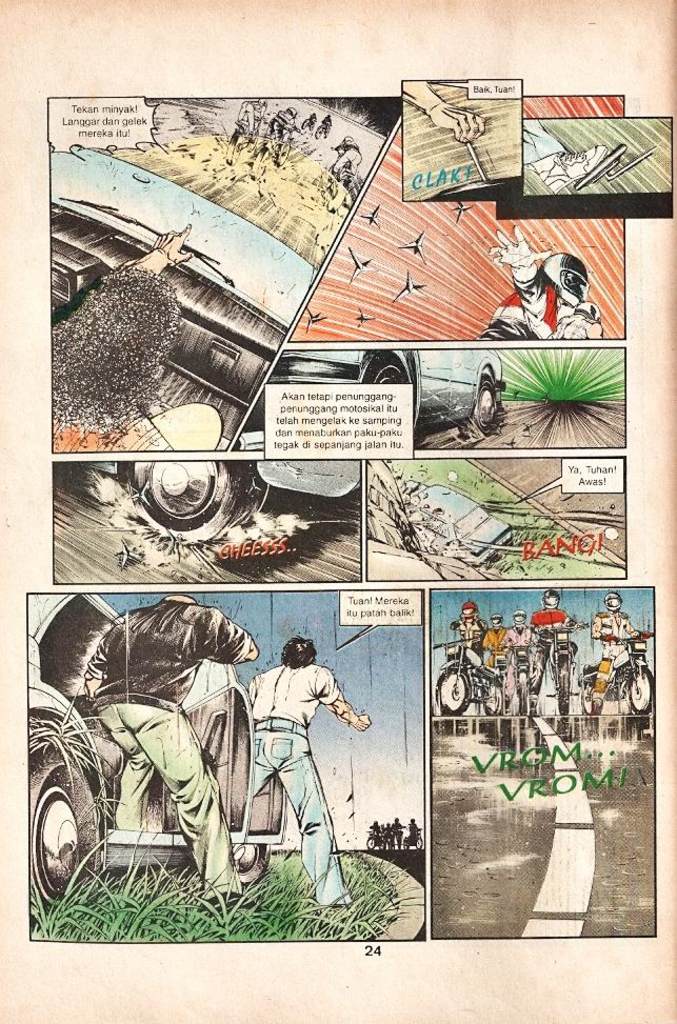 Tekan minyak!
Langgar dan gelek
mereka itu!
Baik, Tuan!
CLAK!
Akan tetapi penunggang-
penunggang motosikal itu
telah mengelak ke samping
dan menaburkan paku-paku
tegak di sepanjang jalan itu.
CHEESSS..
Ya, Tuhan!
Awas!
BANG!
Tuan! Mereka
itu patah balik!
VROM...
VROM!
24